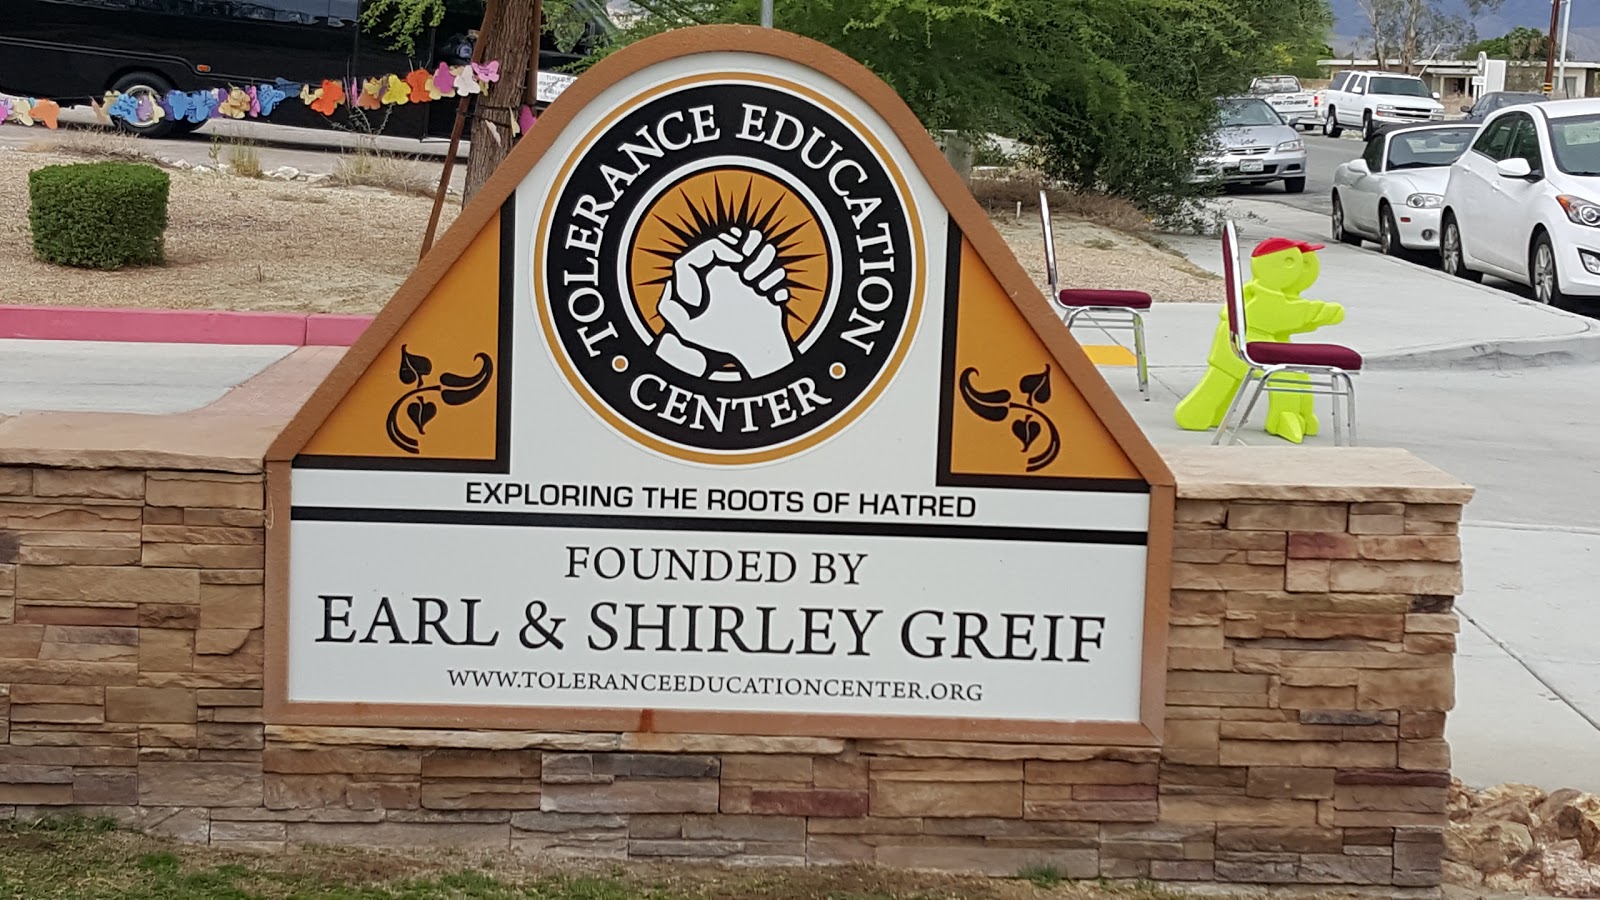 TOLERANCE EDUCATION
• CENTER •
EXPLORING THE ROOTS OF HATRED
FOUNDED BY
EARL & SHIRLEY GREIF
WWW.TOLERANCEEDUCATIONCENTER.ORG